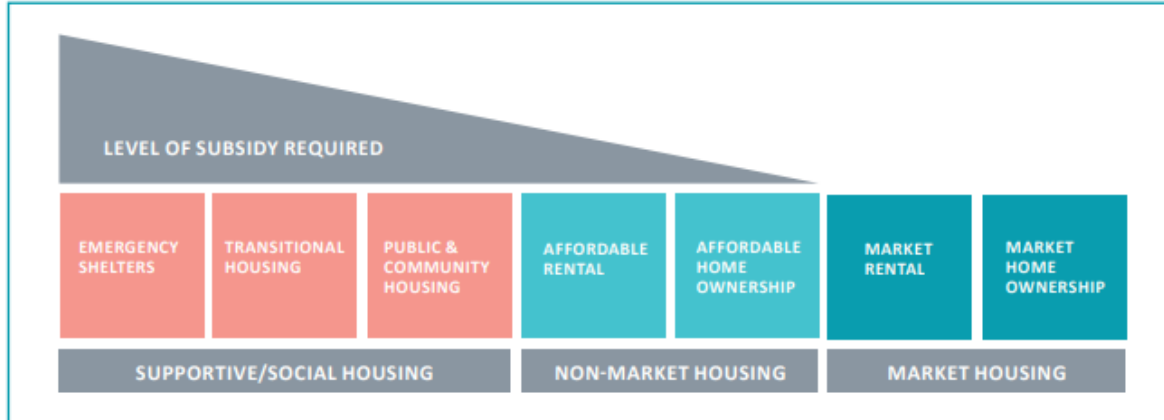 LEVEL OF SUBSIDY REQUIRED
EMERGENCY
SHELTERS
TRANSITIONAL
HOUSING
PUBLIC &
COMMUNITY
HOUSING
AFFORDABLE
RENTAL
AFFORDABLE
HOME
OWNERSHIP
MARKET
RENTAL
MARKET
HOME
OWNERSHIP
SUPPORTIVE/SOCIAL HOUSING
NON-MARKET HOUSING
MARKET HOUSING